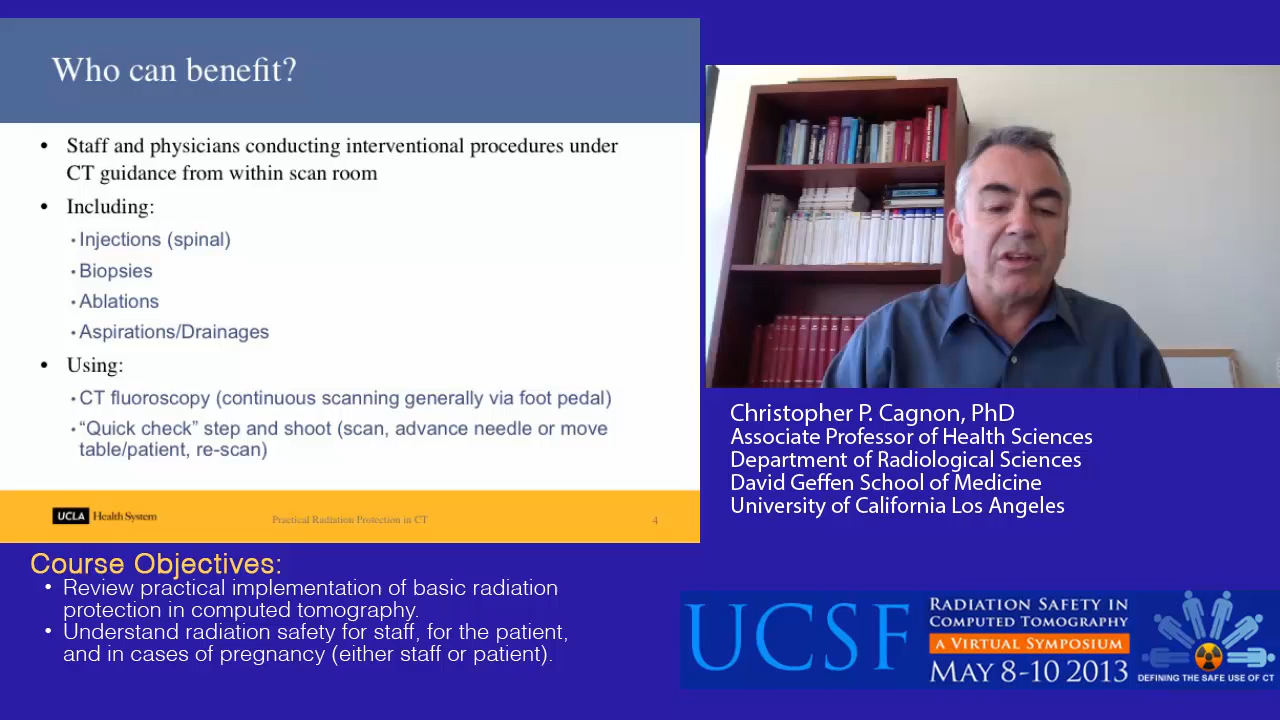 Who can benefit?
• Staff and physicians conducting interventional procedures under
CT guidance from within scan room
• Including:
• Injections (spinal)
• Biopsies
• Ablations
• Aspirations/Drainages
• Using:
• CT fluoroscopy (continuous scanning generally via foot pedal)
• “Quick check” step and shoot (scan, advance needle or move
table/patient, re-scan)
UCLA Health System
Practical Radiation Protection in CT
4
Christopher P. Cagnon, PhD
Associate Professor of Health Sciences
Department of Radiological Sciences
David Geffen School of Medicine
University of California Los Angeles
Course Objectives:
• Review practical implementation of basic radiation
protection in computed tomography.
• Understand radiation safety for staff, for the patient,
and in cases of pregnancy (either staff or patient).
UCSF
RADIATION SAFETY IN
COMPUTED TOMOGRAPHY
A VIRTUAL SYMPOSIUM
MAY 8-10 2013
DEFINING THE SAFE USE OF CT